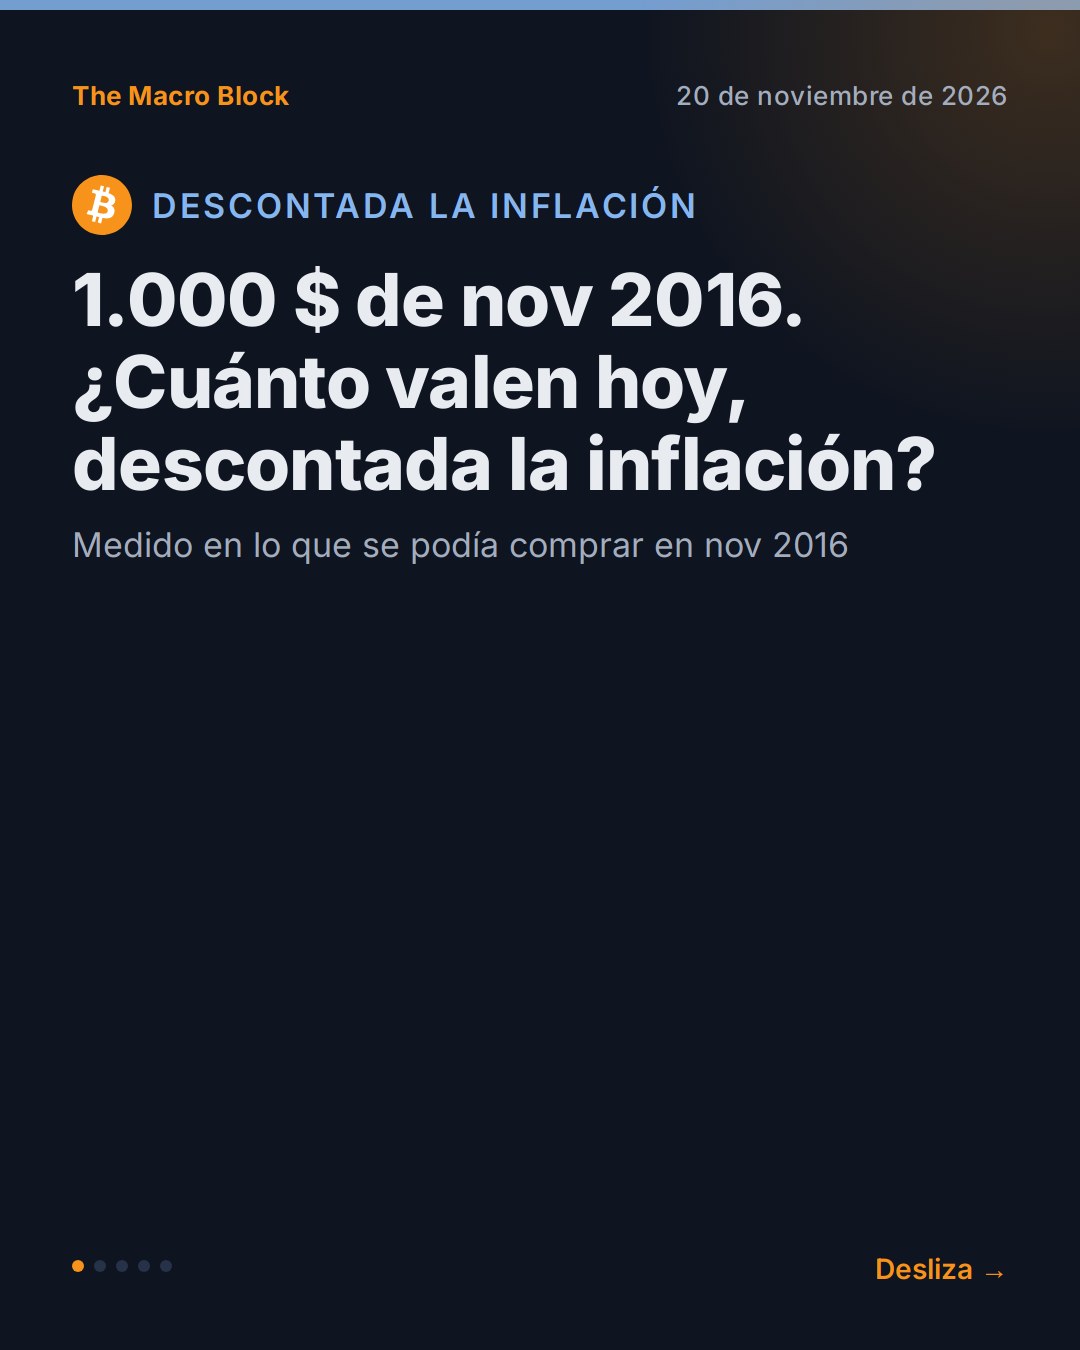 The Macro Block
20 de noviembre de 2026
DESCONTADA LA INFLACIÓN
1.000 $ de nov 2016.
¿Cuánto valen hoy,
descontada la inflación?
Medido en lo que se podía comprar en nov 2016
Desliza →